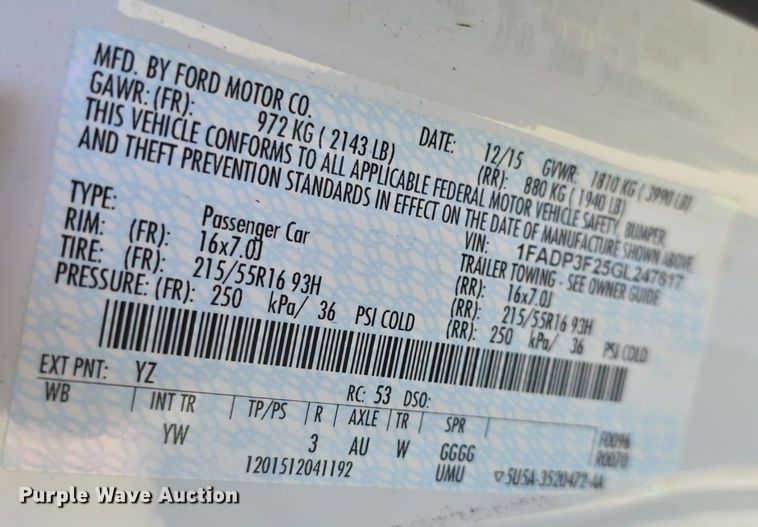 MFD. BY FORD MOTOR CO.
DATE: 12/15 GVWR: 1810 KG ( 3990 LB)
GAWR: (FR): 972 KG ( 2143 LB) (RR): 880 KG ( 1940 LB)
THIS VEHICLE CONFORMS TO ALL APPLICABLE FEDERAL MOTOR VEHICLE SAFETY, BUMPER,
AND THEFT PREVENTION STANDARDS IN EFFECT ON THE DATE OF MANUFACTURE SHOWN ABOVE.
VIN: 1FADP3F25GL247617
TYPE: Passenger Car TRAILER TOWING - SEE OWNER GUIDE
RIM: (FR): 16x7.0J (RR): 16x7.0J
TIRE: (FR): 215/55R16 93H (RR): 215/55R16 93H
PRESSURE: (FR): 250 kPa/ 36 PSI COLD (RR): 250 kPa/ 36 PSI COLD
EXT PNT: YZ RC: 53 DSO:
WB INT TR TP/PS R AXLE TR SPR F0096
YW 3 AU W GGGG R0070
1201512041192 UMU 5U5A-3520472-AA
Purple Wave Auction